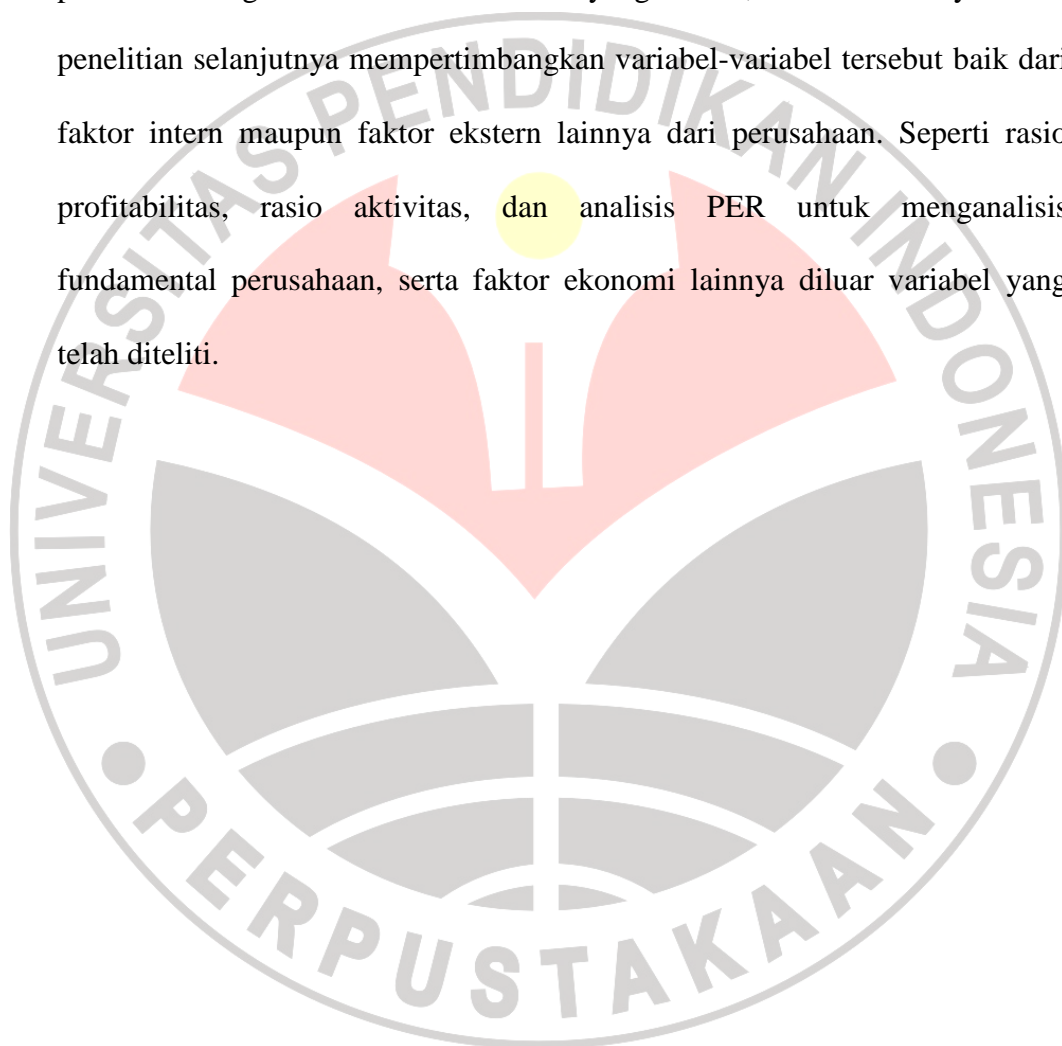 penelitian selanjutnya mempertimbangkan variabel-variabel tersebut baik dari
faktor intern maupun faktor ekstern lainnya dari perusahaan. Seperti rasio
profitabilitas, rasio aktivitas, dan analisis PER untuk menganalisis
fundamental perusahaan, serta faktor ekonomi lainnya diluar variabel yang
telah diteliti.
UNIVERSITAS PENDIDIKAN INDONESIA
PERPUSTAKAAN